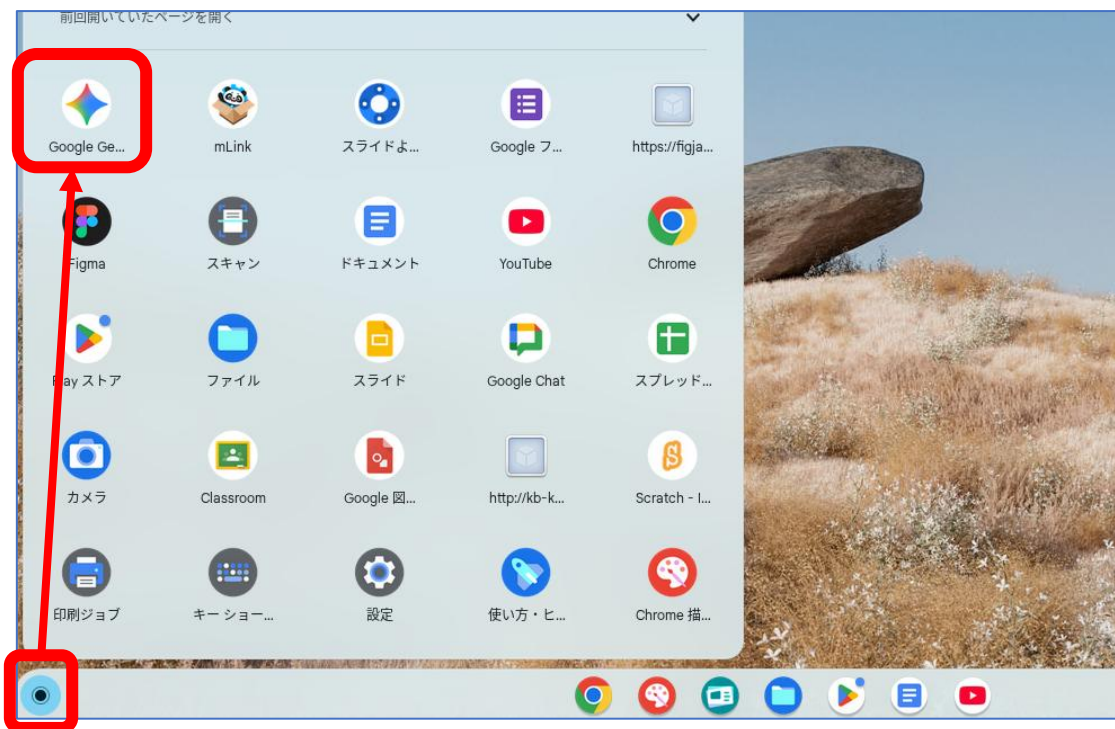 前回開いていたページを開く
Google Ge...
mLink
スライドよ...
Google フ...
https://figja...
Figma
スキャン
ドキュメント
YouTube
Chrome
Play ストア
ファイル
スライド
Google Chat
スプレッド...
カメラ
Classroom
Google 図...
http://kb-k...
Scratch - I...
印刷ジョブ
キー ショー...
設定
使い方・ヒ...
Chrome 描...